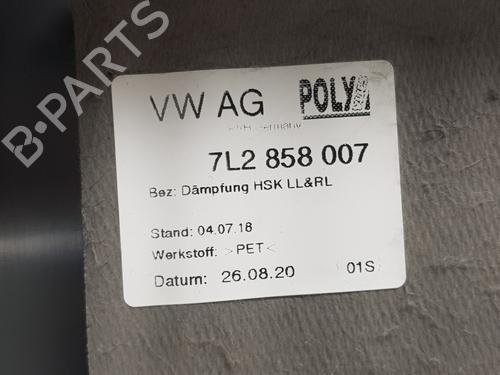 B-PARTS
VW AG POLY
7L2 858 007
Bez: Dämpfung HSK LL&RL
Stand: 04.07.18
Werkstoff: >PET<
Datum: 26.08.20 01S